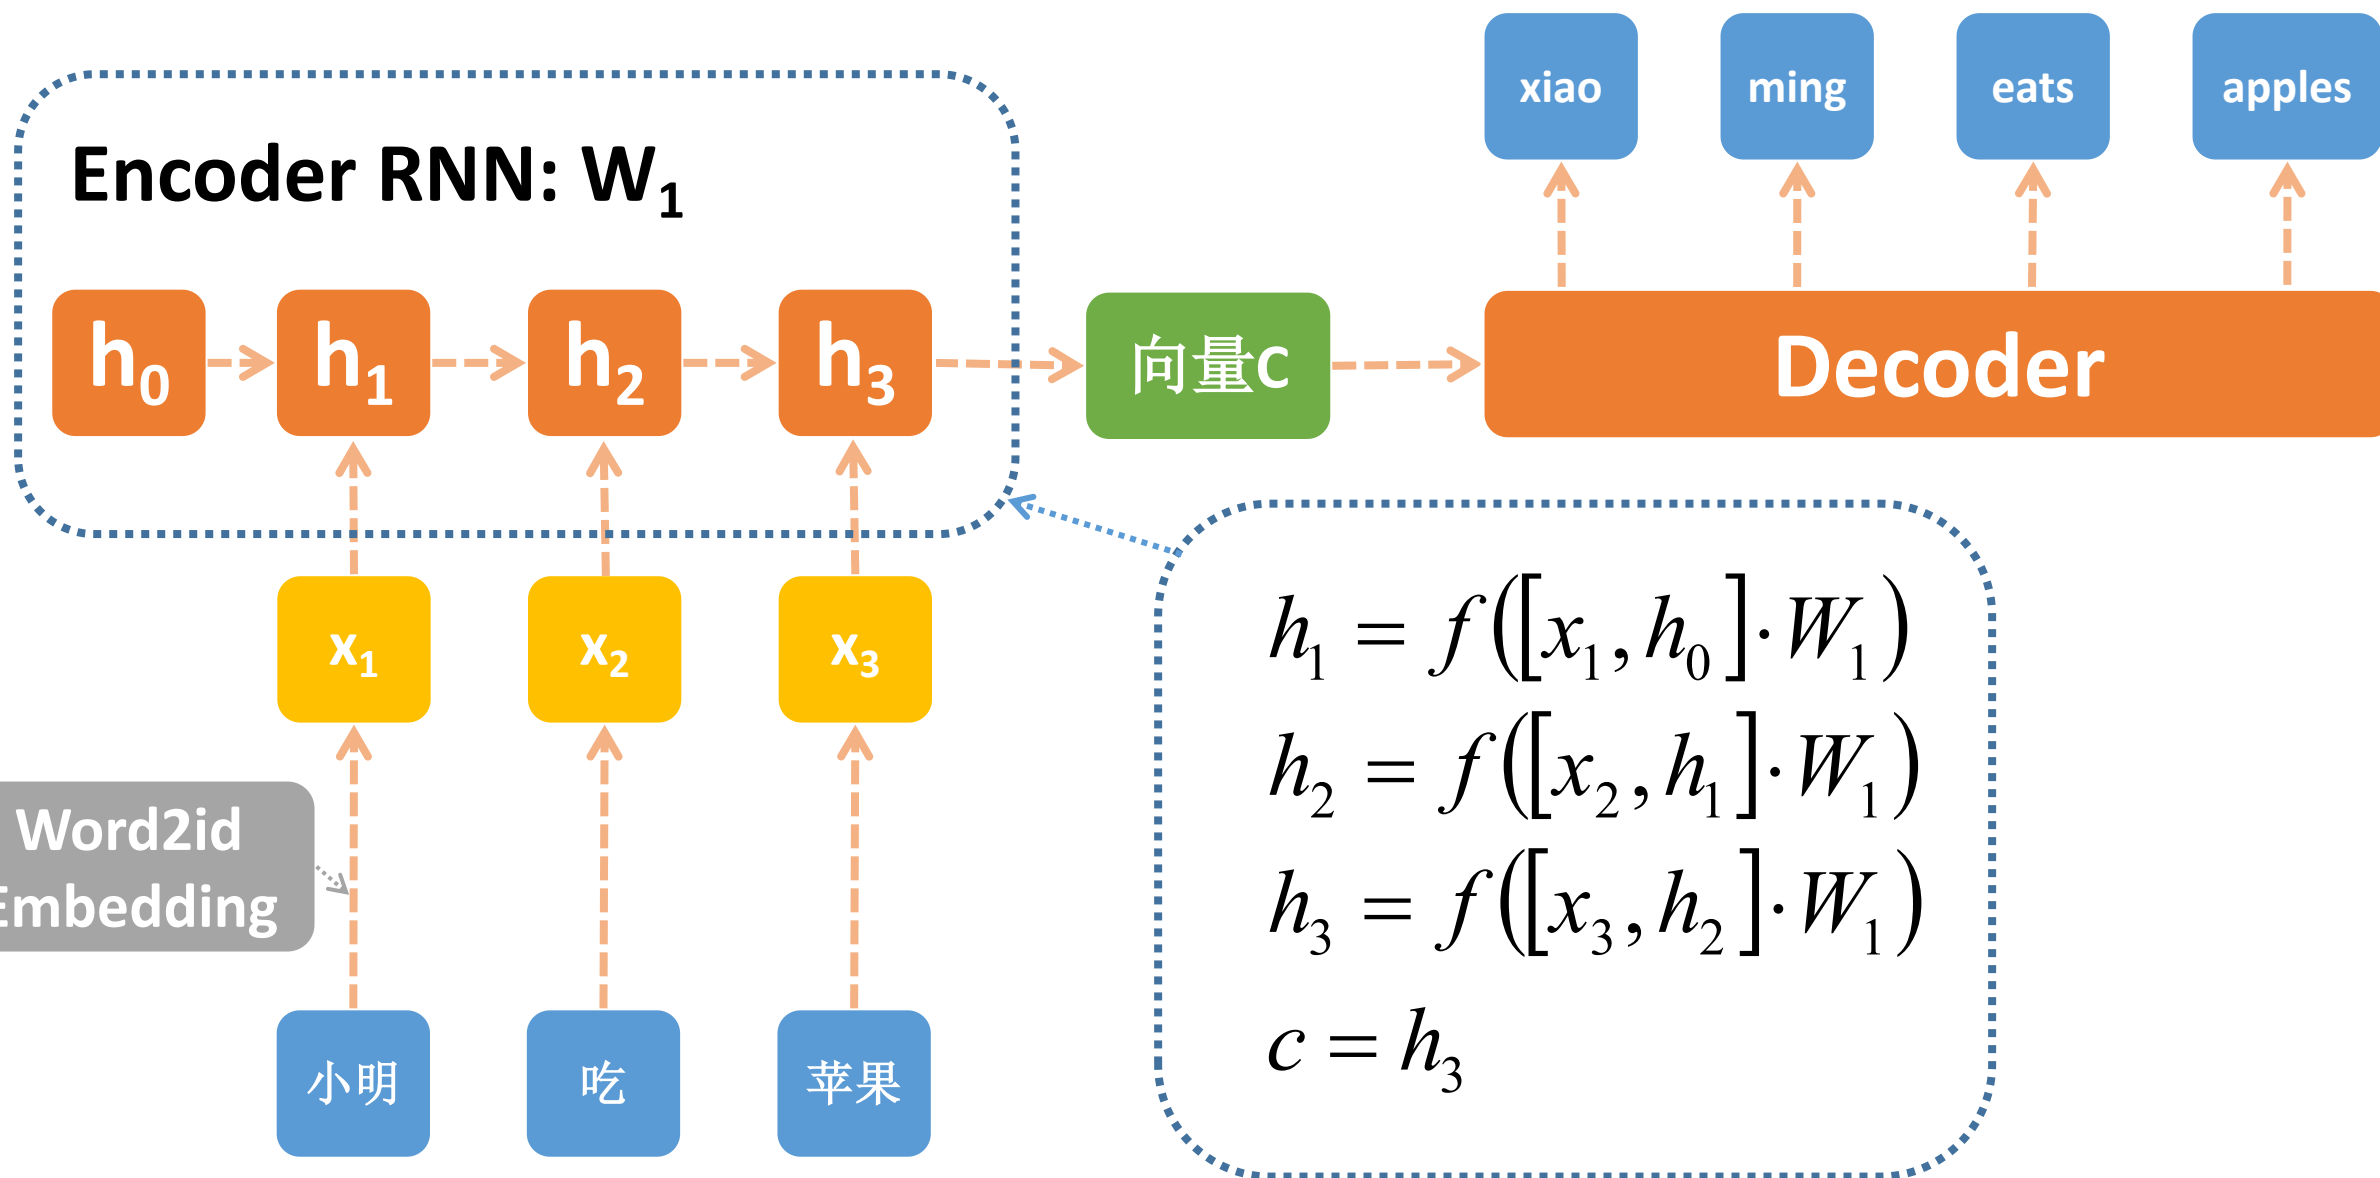 xiao ming eats apples
Encoder RNN: W₁
h₀ h₁ h₂ h₃ 向量C Decoder
x₁ x₂ x₃
h₁ = f([x₁, h₀]·W₁)
h₂ = f([x₂, h₁]·W₁)
h₃ = f([x₃, h₂]·W₁)
c = h₃
Word2id
Embedding
小明 吃 苹果